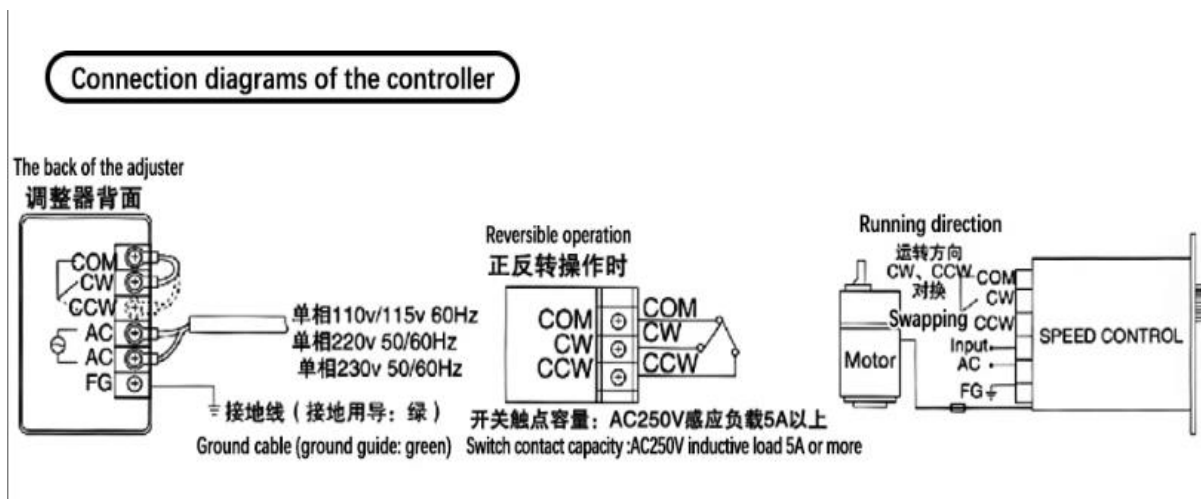 Connection diagrams of the controller
The back of the adjuster
调整器背面
COM
CW
CCW
AC
AC
FG
单相110v/115v 60Hz
单相220v 50/60Hz
单相230v 50/60Hz
接地线（接地用导：绿）
Ground cable (ground guide: green)
Reversible operation
正反转操作时
COM
CW
CCW
COM
CW
CCW
开关触点容量：AC250V感应负载5A以上
Switch contact capacity :AC250V inductive load 5A or more
Running direction
运转方向
CW、CCW
对换
Swapping
COM
CW
CCW
Input
AC
FG
Motor
SPEED CONTROL